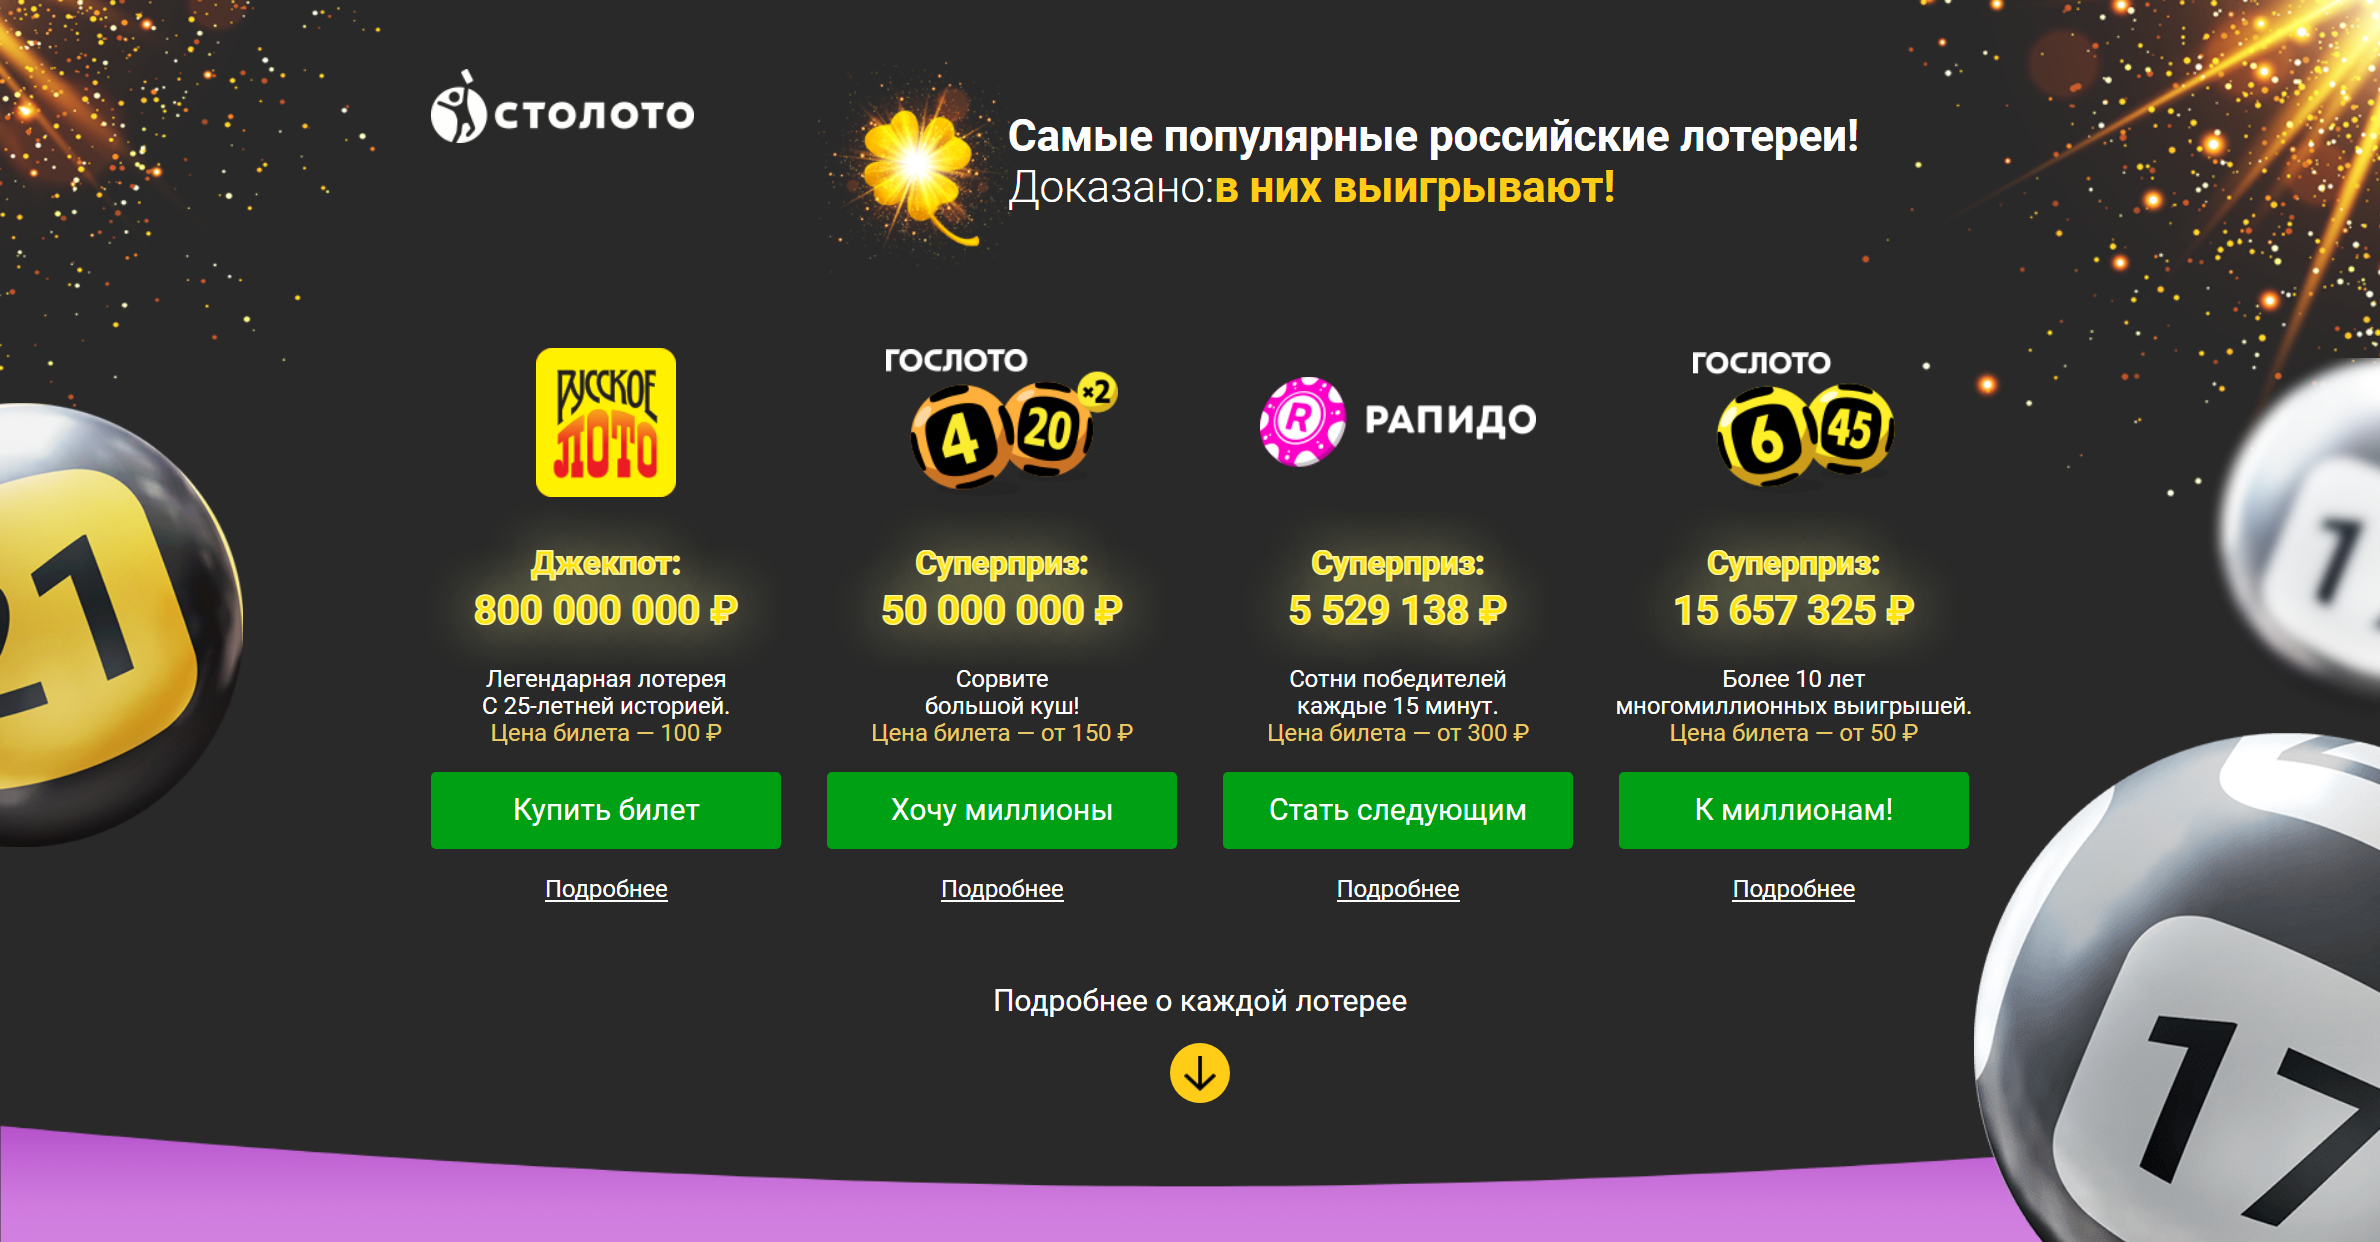 СТОЛОТО
Самые популярные российские лотереи!
Доказано:в них выигрывают!
РУССКОЕ
ЛОТО
ГОСЛОТО
4 20 ×2
R РАПИДО
ГОСЛОТО
6 45
Джекпот:
800 000 000 ₽
Суперприз:
50 000 000 ₽
Суперприз:
5 529 138 ₽
Суперприз:
15 657 325 ₽
Легендарная лотерея
С 25-летней историей.
Цена билета — 100 ₽
Сорвите
большой куш!
Цена билета — от 150 ₽
Сотни победителей
каждые 15 минут.
Цена билета — от 300 ₽
Более 10 лет
многомиллионных выигрышей.
Цена билета — от 50 ₽
Купить билет
Хочу миллионы
Стать следующим
К миллионам!
Подробнее
Подробнее
Подробнее
Подробнее
Подробнее о каждой лотерее
21
17